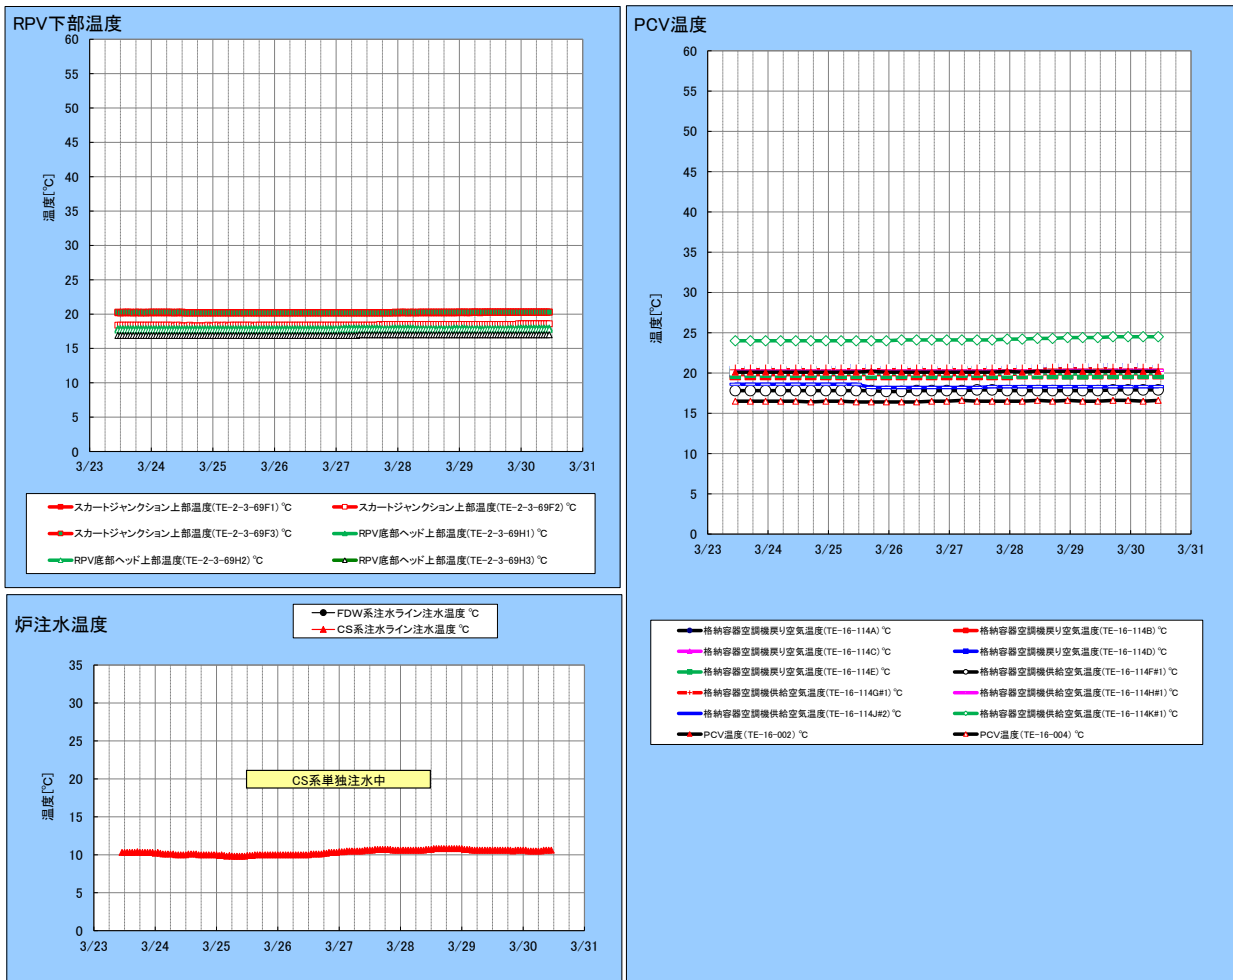 RPV下部温度
60
55
50
45
40
35
30
25
20
15
10
5
0
温度[℃]
3/23 3/24 3/25 3/26 3/27 3/28 3/29 3/30 3/31
スカートジャンクション上部温度(TE-2-3-69F1) ℃ スカートジャンクション上部温度(TE-2-3-69F2) ℃
スカートジャンクション上部温度(TE-2-3-69F3) ℃ RPV底部ヘッド上部温度(TE-2-3-69H1) ℃
RPV底部ヘッド上部温度(TE-2-3-69H2) ℃ RPV底部ヘッド上部温度(TE-2-3-69H3) ℃
炉注水温度
FDW系注水ライン注水温度 ℃
CS系注水ライン注水温度 ℃
35
30
25
20
15
10
5
0
温度[℃]
CS系単独注水中
3/23 3/24 3/25 3/26 3/27 3/28 3/29 3/30 3/31
PCV温度
60
55
50
45
40
35
30
25
20
15
10
5
0
温度[℃]
3/23 3/24 3/25 3/26 3/27 3/28 3/29 3/30 3/31
格納容器空調機戻り空気温度(TE-16-114A) ℃ 格納容器空調機戻り空気温度(TE-16-114B) ℃
格納容器空調機戻り空気温度(TE-16-114C) ℃ 格納容器空調機戻り空気温度(TE-16-114D) ℃
格納容器空調機戻り空気温度(TE-16-114E) ℃ 格納容器空調機供給空気温度(TE-16-114F#1) ℃
格納容器空調機供給空気温度(TE-16-114G#1) ℃ 格納容器空調機供給空気温度(TE-16-114H#1) ℃
格納容器空調機供給空気温度(TE-16-114J#2) ℃ 格納容器空調機供給空気温度(TE-16-114K#1) ℃
PCV温度(TE-16-002) ℃ PCV温度(TE-16-004) ℃